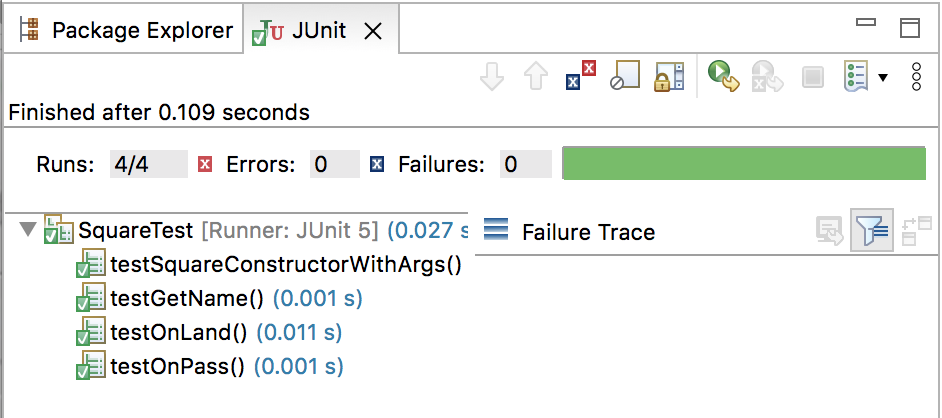 Package Explorer JUnit
Finished after 0.109 seconds
Runs: 4/4 Errors: 0 Failures: 0
SquareTest [Runner: JUnit 5] (0.027 s
Failure Trace
testSquareConstructorWithArgs()
testGetName() (0.001 s)
testOnLand() (0.011 s)
testOnPass() (0.001 s)